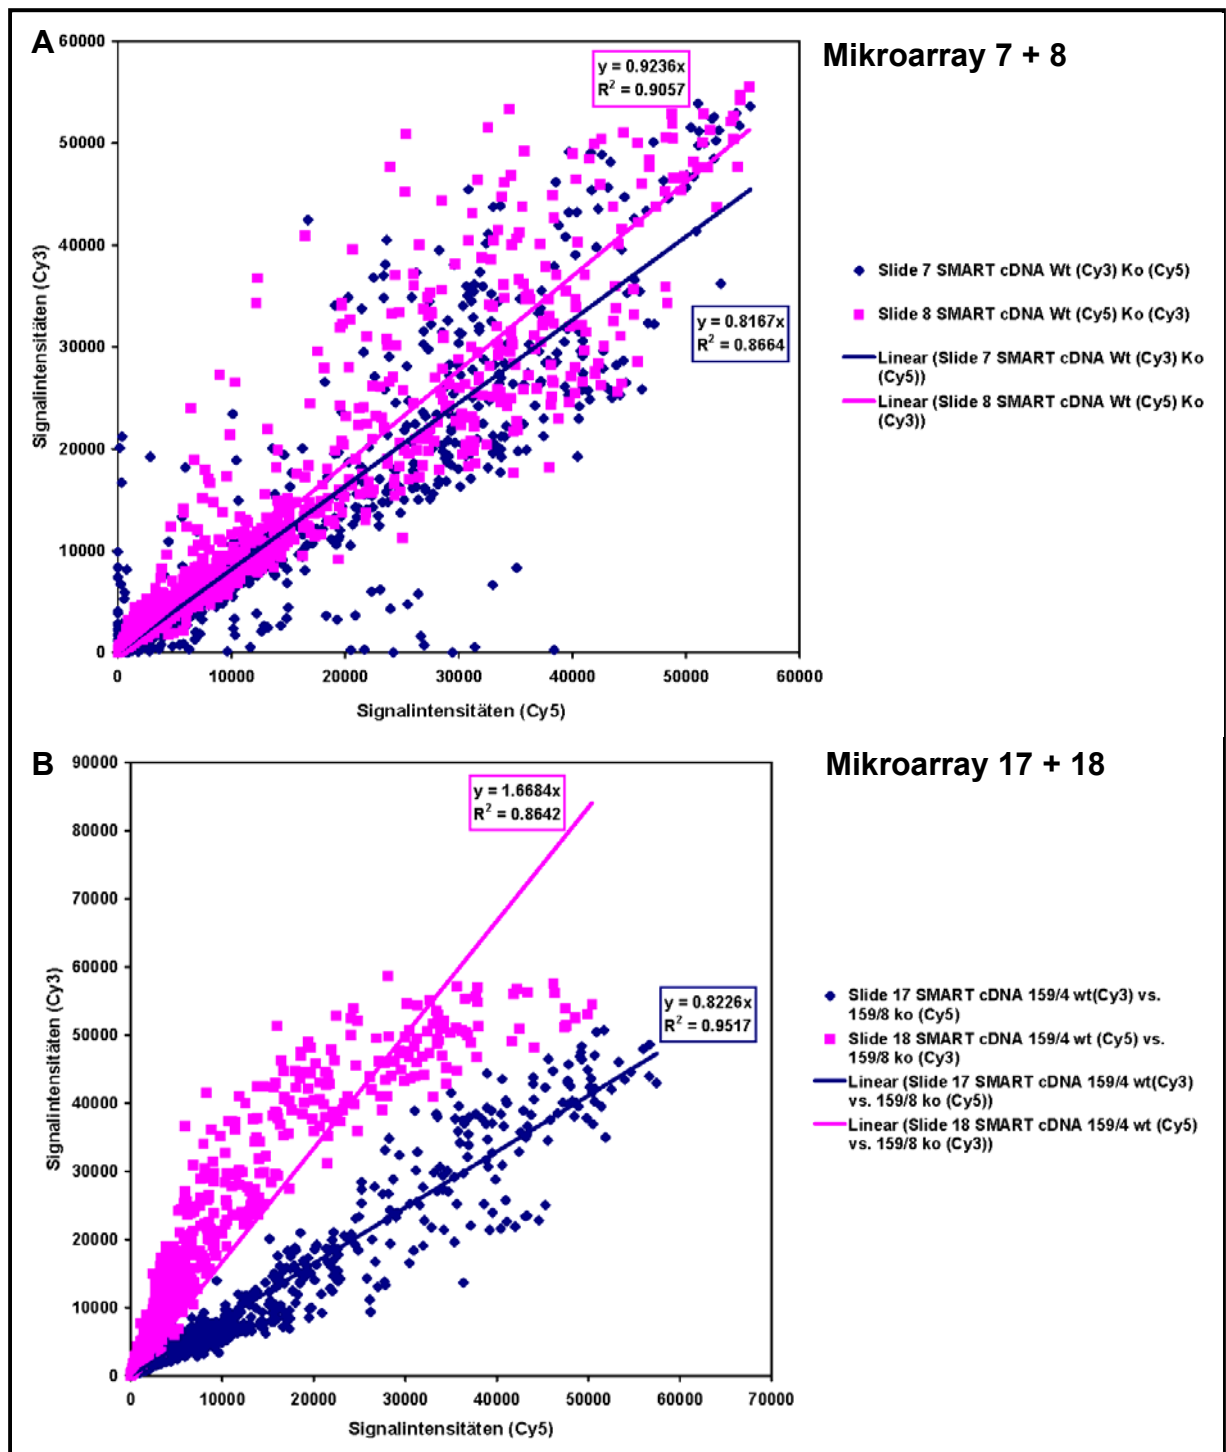 A
Mikroarray 7 + 8
60000
50000
40000
30000
20000
10000
0
Signalintensitäten (Cy3)
y = 0.9236x
R² = 0.9057
y = 0.8167x
R² = 0.8664
0 10000 20000 30000 40000 50000 60000
Signalintensitäten (Cy5)
Slide 7 SMART cDNA Wt (Cy3) Ko (Cy5)
Slide 8 SMART cDNA Wt (Cy5) Ko (Cy3)
Linear (Slide 7 SMART cDNA Wt (Cy3) Ko
(Cy5))
Linear (Slide 8 SMART cDNA Wt (Cy5) Ko
(Cy3))
B
Mikroarray 17 + 18
90000
80000
70000
60000
50000
40000
30000
20000
10000
0
Signalintensitäten (Cy3)
y = 1.6684x
R² = 0.8642
y = 0.8226x
R² = 0.9517
0 10000 20000 30000 40000 50000 60000 70000
Signalintensitäten (Cy5)
Slide 17 SMART cDNA 159/4 wt(Cy3) vs.
159/8 ko (Cy5)
Slide 18 SMART cDNA 159/4 wt (Cy5) vs.
159/8 ko (Cy3)
Linear (Slide 17 SMART cDNA 159/4 wt(Cy3)
vs. 159/8 ko (Cy5))
Linear (Slide 18 SMART cDNA 159/4 wt (Cy5)
vs. 159/8 ko (Cy3))